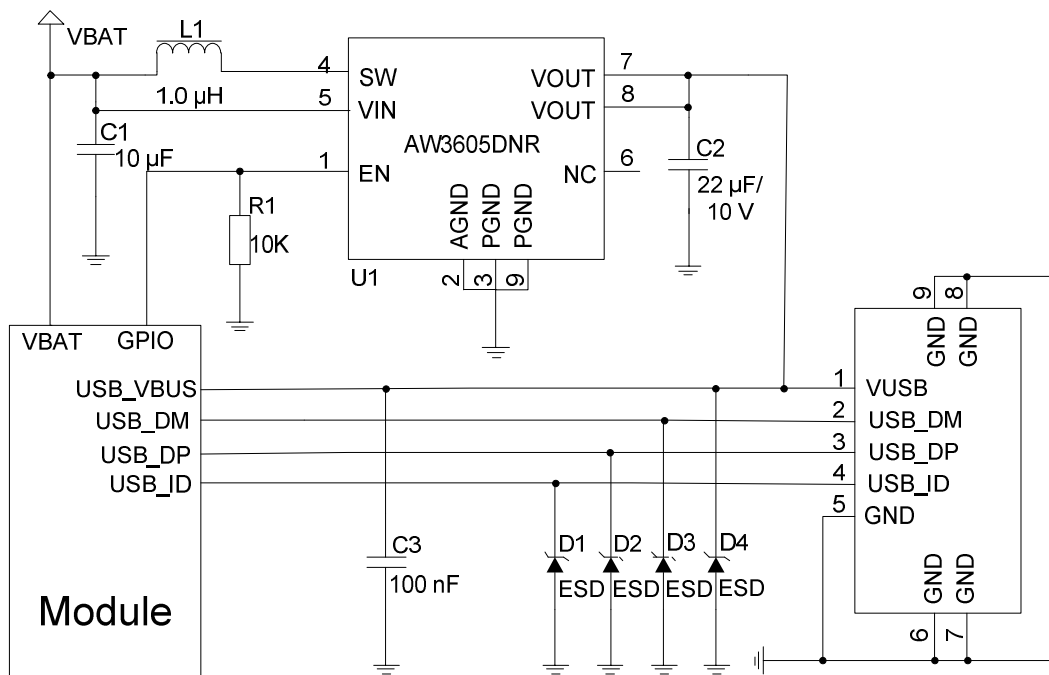 VBAT
L1
1.0 µH
C1
10 µF
4
5
1
SW
VIN
EN
AW3605DNR
VOUT
VOUT
NC
7
8
6
AGND
PGND
PGND
2
3
9
U1
R1
10K
C2
22 µF/
10 V
VBAT
GPIO
USB_VBUS
USB_DM
USB_DP
USB_ID
Module
C3
100 nF
D1
ESD
D2
ESD
D3
ESD
D4
ESD
9
8
GND
GND
1
VUSB
2
USB_DM
3
USB_DP
4
USB_ID
5
GND
GND
GND
6
7